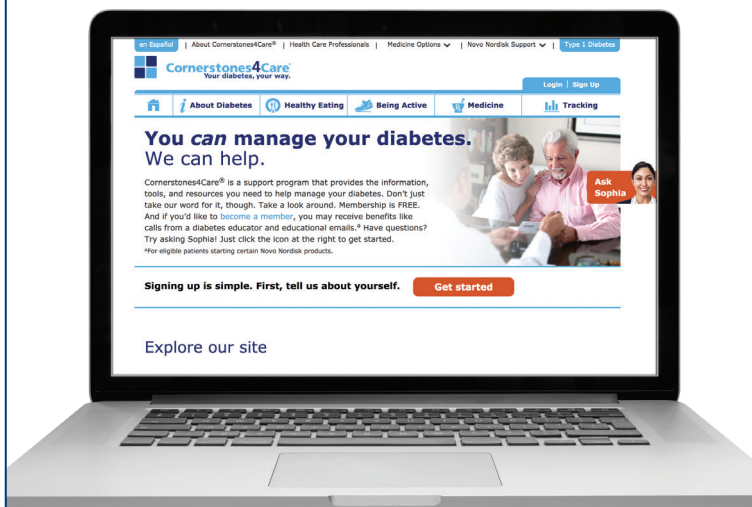 en Español | About Cornerstones4Care® | Health Care Professionals | Medicine Options | Novo Nordisk Support | Type 1 Diabetes
Cornerstones4Care®
Your diabetes, your way.
Login | Sign Up
About Diabetes
Healthy Eating
Being Active
Medicine
Tracking
You can manage your diabetes.
We can help.
Cornerstones4Care® is a support program that provides the information,
tools, and resources you need to help manage your diabetes. Don't just
take our word for it, though. Take a look around. Membership is FREE.
And if you'd like to become a member, you may receive benefits like
calls from a diabetes educator and educational emails.ª Have questions?
Try asking Sophia! Just click the icon at the right to get started.
ªFor eligible patients starting certain Novo Nordisk products.
Ask
Sophia
Signing up is simple. First, tell us about yourself. Get started
Explore our site